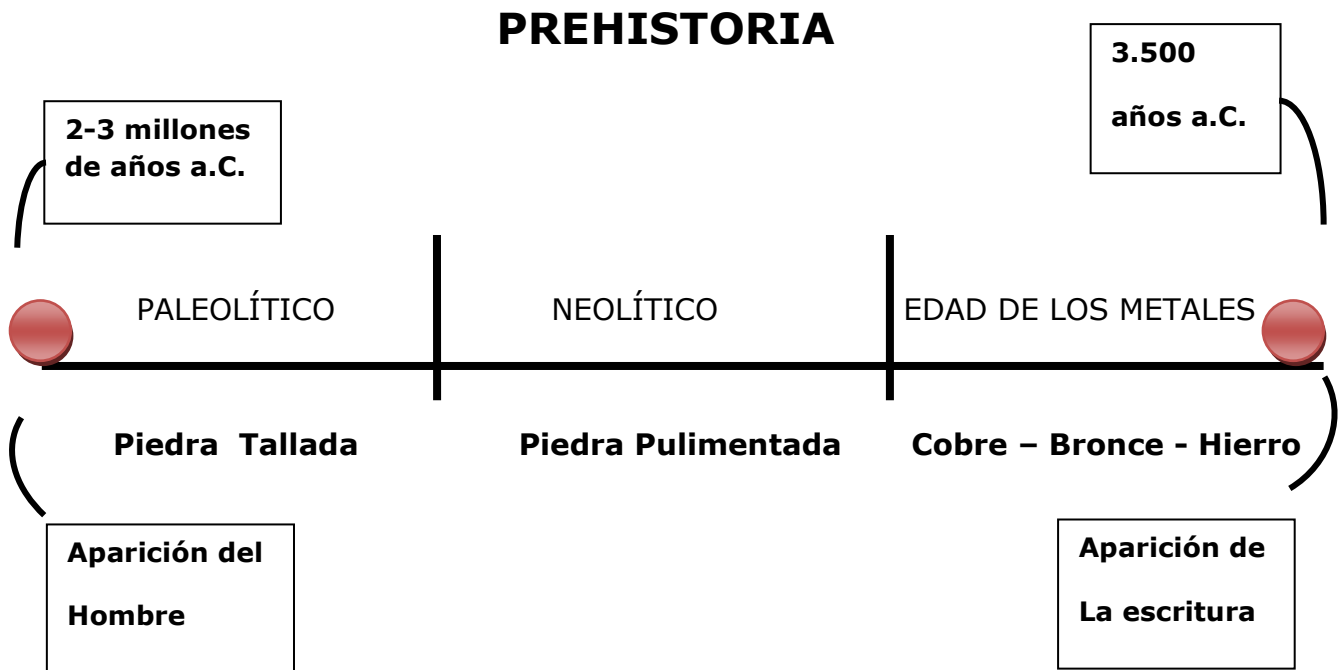 PREHISTORIA
3.500
años a.C.
2-3 millones
de años a.C.
PALEOLÍTICO
NEOLÍTICO
EDAD DE LOS METALES
Piedra Tallada
Piedra Pulimentada
Cobre – Bronce - Hierro
Aparición del
Hombre
Aparición de
La escritura